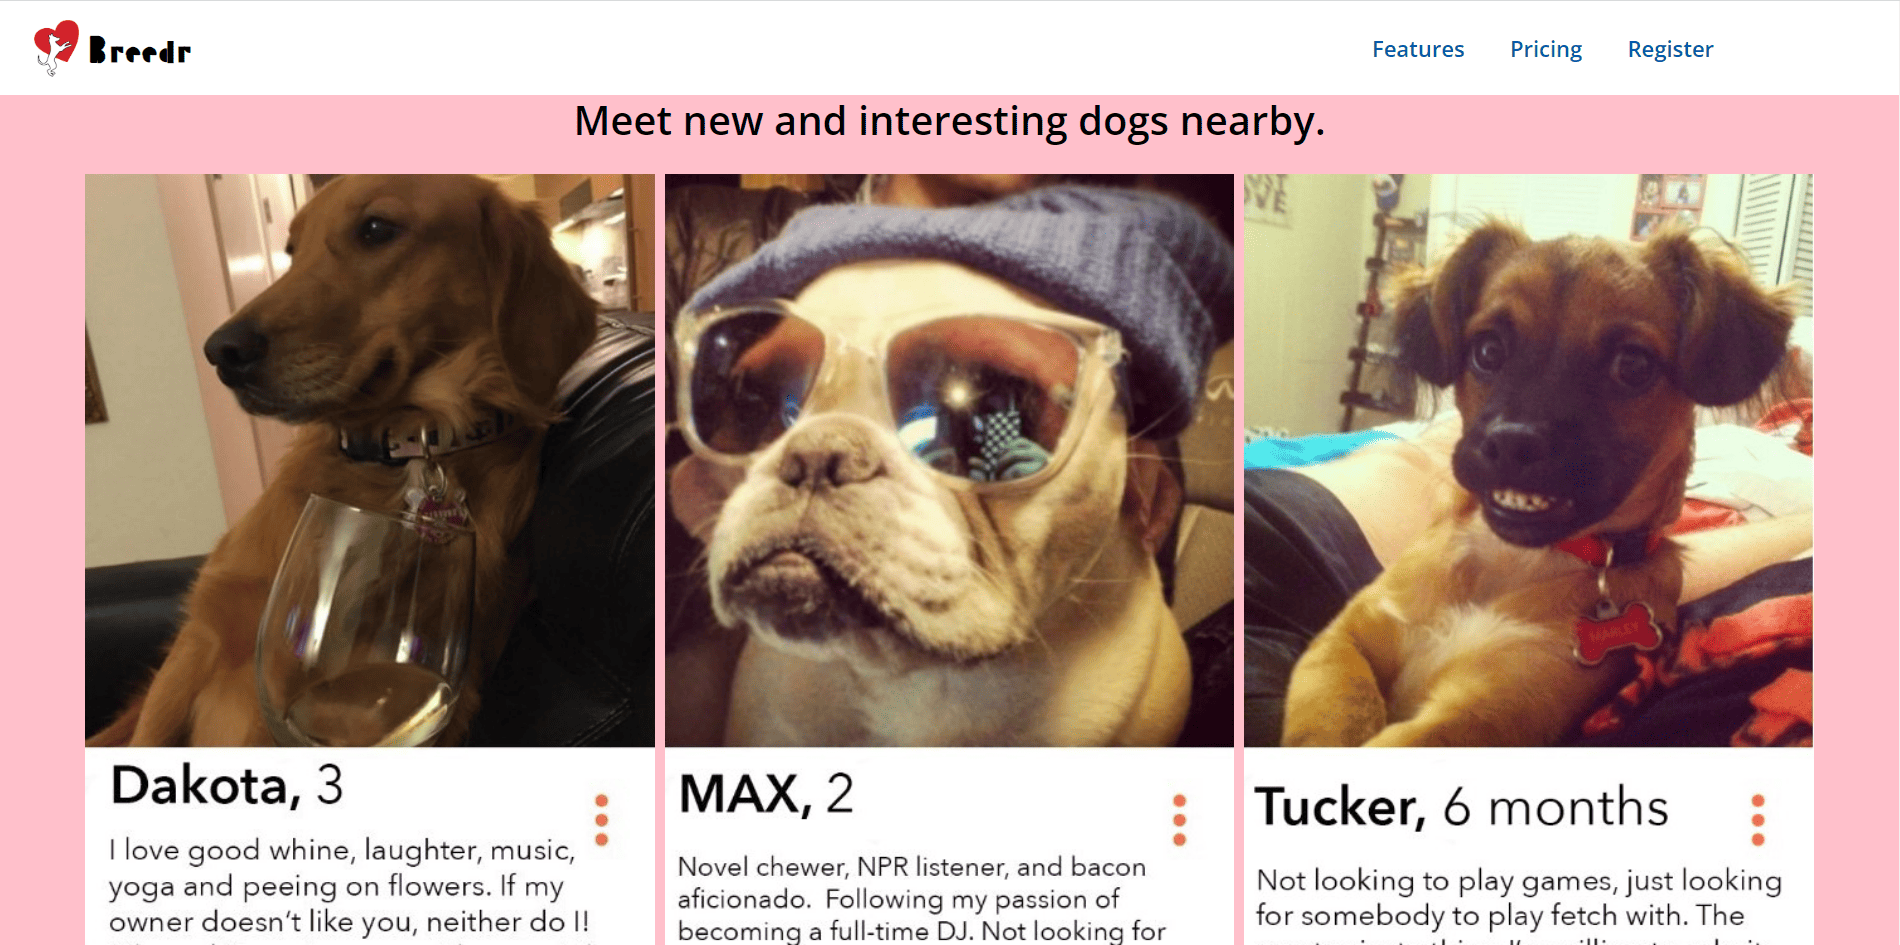 Breedr
Features
Pricing
Register
Meet new and interesting dogs nearby.
MARLEY
Dakota, 3
I love good whine, laughter, music,
yoga and peeing on flowers. If my
owner doesn't like you, neither do I!
MAX, 2
Novel chewer, NPR listener, and bacon
aficionado.  Following my passion of
becoming a full-time DJ. Not looking for
Tucker, 6 months
Not looking to play games, just looking
for somebody to play fetch with. The